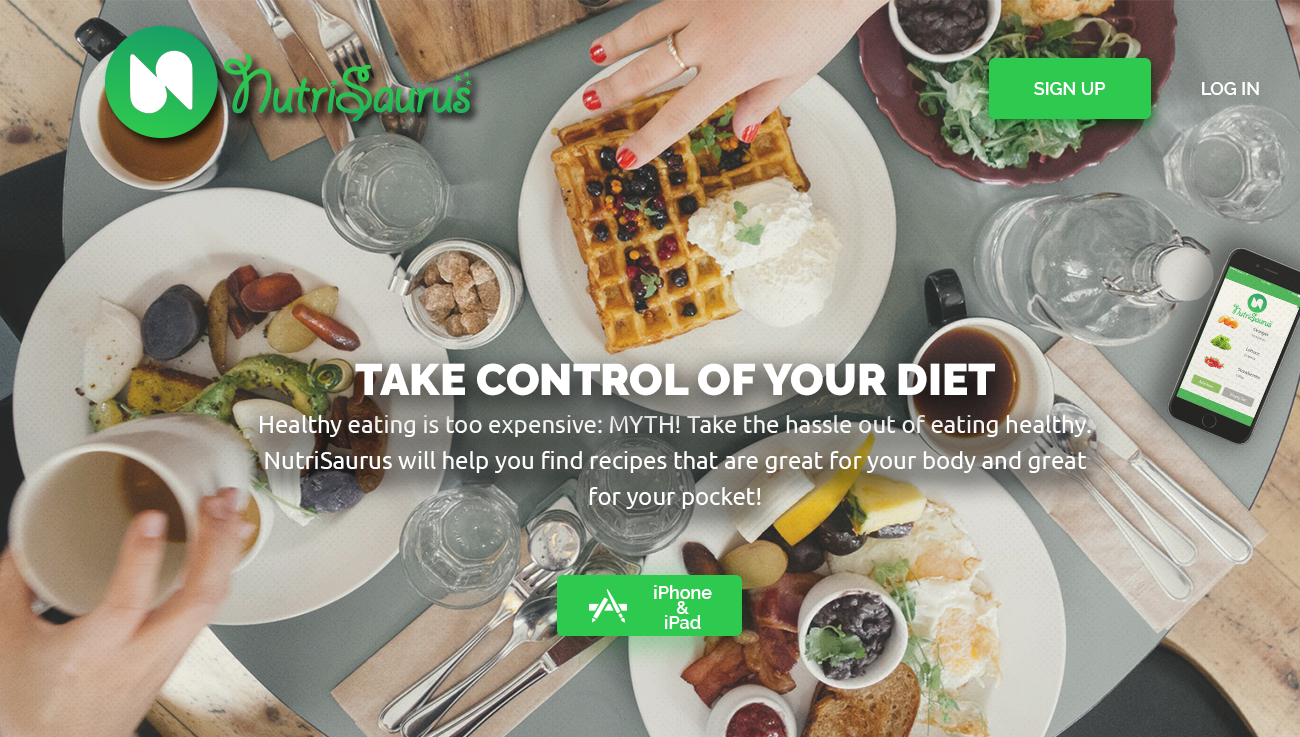 NutriSaurus
SIGN UP
LOG IN
NutriSaurus
TAKE CONTROL OF YOUR DIET
Healthy eating is too expensive: MYTH! Take the hassle out of eating healthy.
NutriSaurus will help you find recipes that are great for your body and great
for your pocket!
iPhone
&
iPad